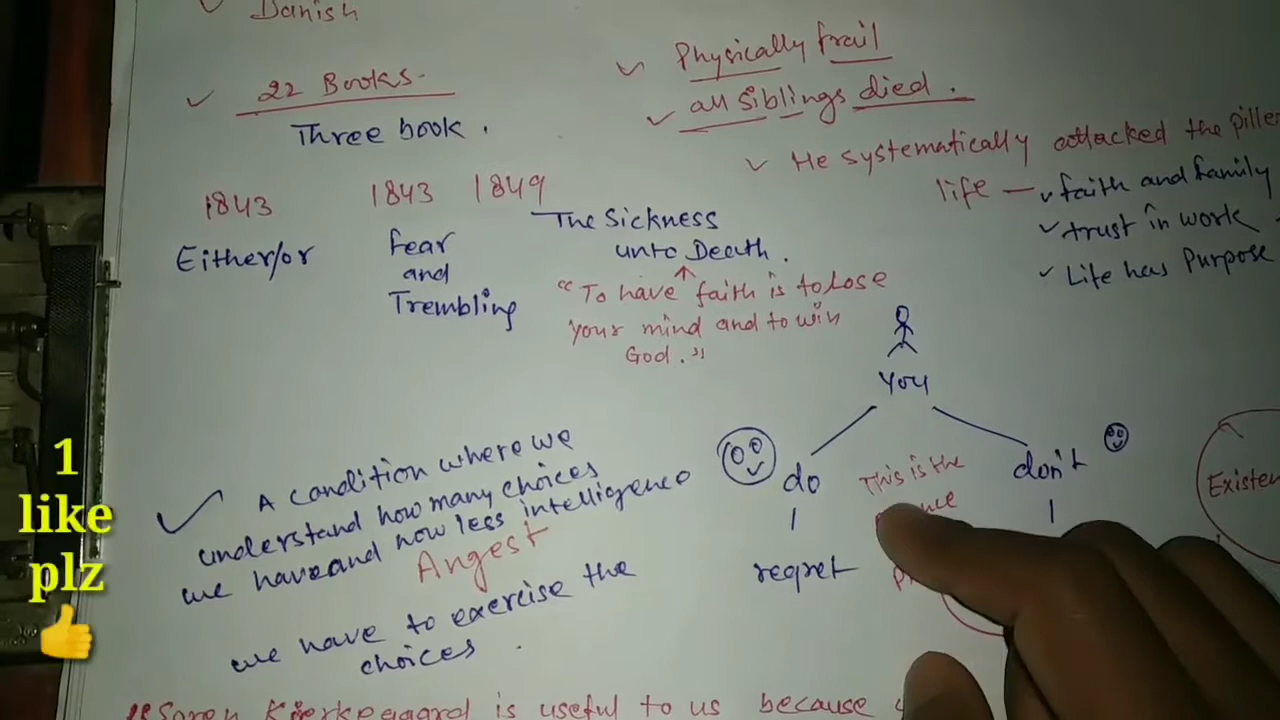 Danish
22 Books.
Three book.
1843
Either/or
1843
Fear
and
Trembling
1849
The Sickness
unto Death.
"To have faith is to lose
your mind and to win
God."
Physically frail
all siblings died.
He systematically attacked the piller
life - faith and family
trust in work
Life has Purpose
You
do
regret
don't
This is the
Existen
A condition where we
understand how many choices
we have and how less intelligence
Angest
we have to exercise the
choices.
"Soren Kierkegaard is useful to us because
1
like
plz